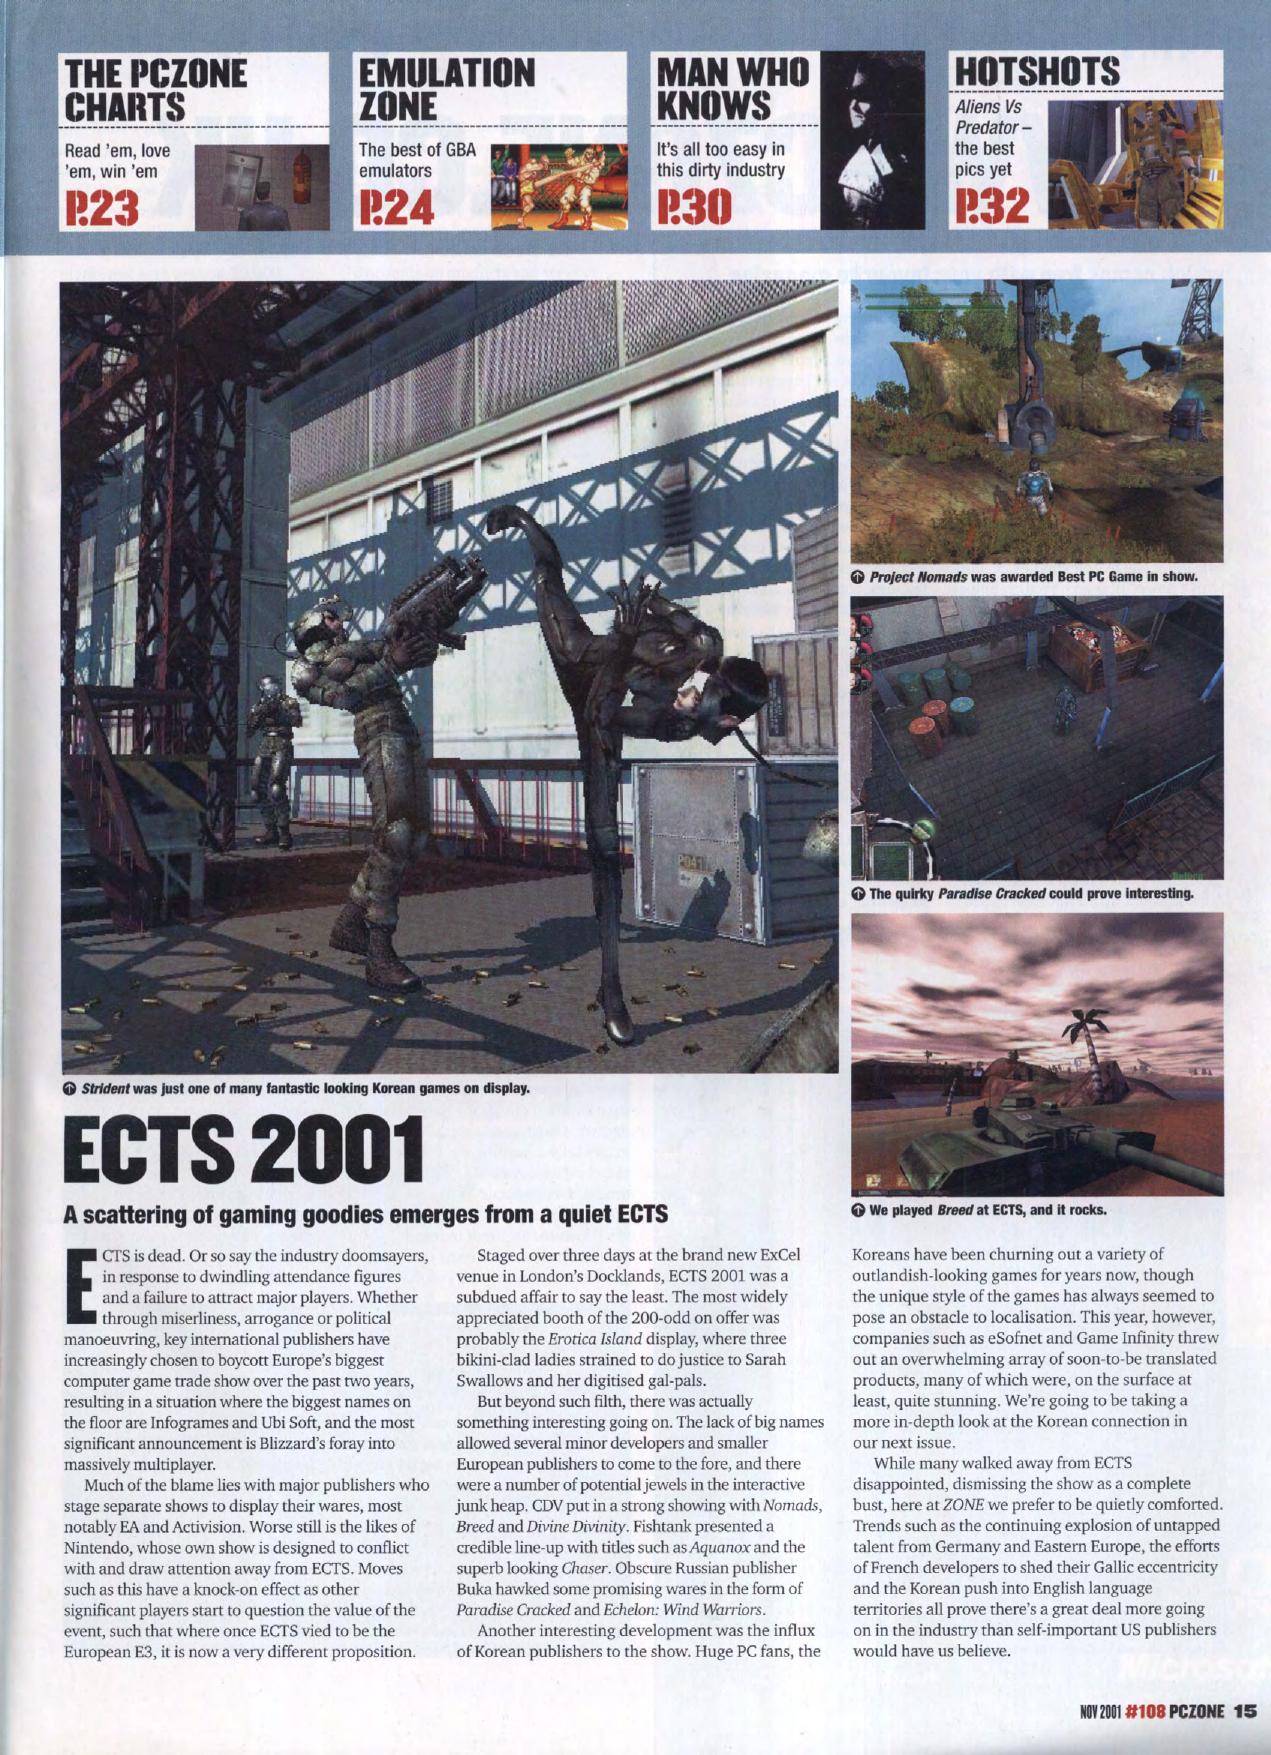 THE PCZONE
CHARTS
Read 'em, love
'em, win 'em
P.23
EMULATION
ZONE
The best of GBA
emulators
P.24
MAN WHO
KNOWS
It's all too easy in
this dirty industry
P.30
HOTSHOTS
Aliens Vs
Predator –
the best
pics yet
P.32
Strident was just one of many fantastic looking Korean games on display.
Project Nomads was awarded Best PC Game in show.
The quirky Paradise Cracked could prove interesting.
We played Breed at ECTS, and it rocks.
ECTS 2001
A scattering of gaming goodies emerges from a quiet ECTS
ECTS is dead. Or so say the industry doomsayers,
in response to dwindling attendance figures
and a failure to attract major players. Whether
through miserliness, arrogance or political
manoeuvring, key international publishers have
increasingly chosen to boycott Europe's biggest
computer game trade show over the past two years,
resulting in a situation where the biggest names on
the floor are Infogrames and Ubi Soft, and the most
significant announcement is Blizzard's foray into
massively multiplayer.
Much of the blame lies with major publishers who
stage separate shows to display their wares, most
notably EA and Activision. Worse still is the likes of
Nintendo, whose own show is designed to conflict
with and draw attention away from ECTS. Moves
such as this have a knock-on effect as other
significant players start to question the value of the
event, such that where once ECTS vied to be the
European E3, it is now a very different proposition.
Staged over three days at the brand new ExCel
venue in London's Docklands, ECTS 2001 was a
subdued affair to say the least. The most widely
appreciated booth of the 200-odd on offer was
probably the Erotica Island display, where three
bikini-clad ladies strained to do justice to Sarah
Swallows and her digitised gal-pals.
But beyond such filth, there was actually
something interesting going on. The lack of big names
allowed several minor developers and smaller
European publishers to come to the fore, and there
were a number of potential jewels in the interactive
junk heap. CDV put in a strong showing with Nomads,
Breed and Divine Divinity. Fishtank presented a
credible line-up with titles such as Aquanox and the
superb looking Chaser. Obscure Russian publisher
Buka hawked some promising wares in the form of
Paradise Cracked and Echelon: Wind Warriors.
Another interesting development was the influx
of Korean publishers to the show. Huge PC fans, the
Koreans have been churning out a variety of
outlandish-looking games for years now, though
the unique style of the games has always seemed to
pose an obstacle to localisation. This year, however,
companies such as eSofnet and Game Infinity threw
out an overwhelming array of soon-to-be translated
products, many of which were, on the surface at
least, quite stunning. We're going to be taking a
more in-depth look at the Korean connection in
our next issue.
While many walked away from ECTS
disappointed, dismissing the show as a complete
bust, here at ZONE we prefer to be quietly comforted.
Trends such as the continuing explosion of untapped
talent from Germany and Eastern Europe, the efforts
of French developers to shed their Gallic eccentricity
and the Korean push into English language
territories all prove there's a great deal more going
on in the industry than self-important US publishers
would have us believe.
NOV 2001 #108 PCZONE 15